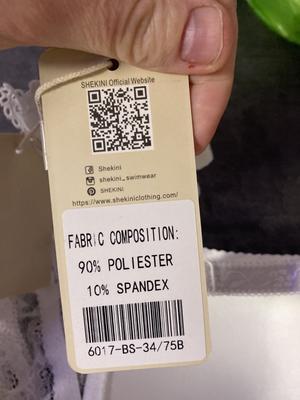 SHEKINI Official Website
Shekini
shekini_swimwear
SHEKINI
https://www.shekiniclothing.com/
FABRIC COMPOSITION:
90% POLIESTER
10% SPANDEX
6017-BS-34/75B